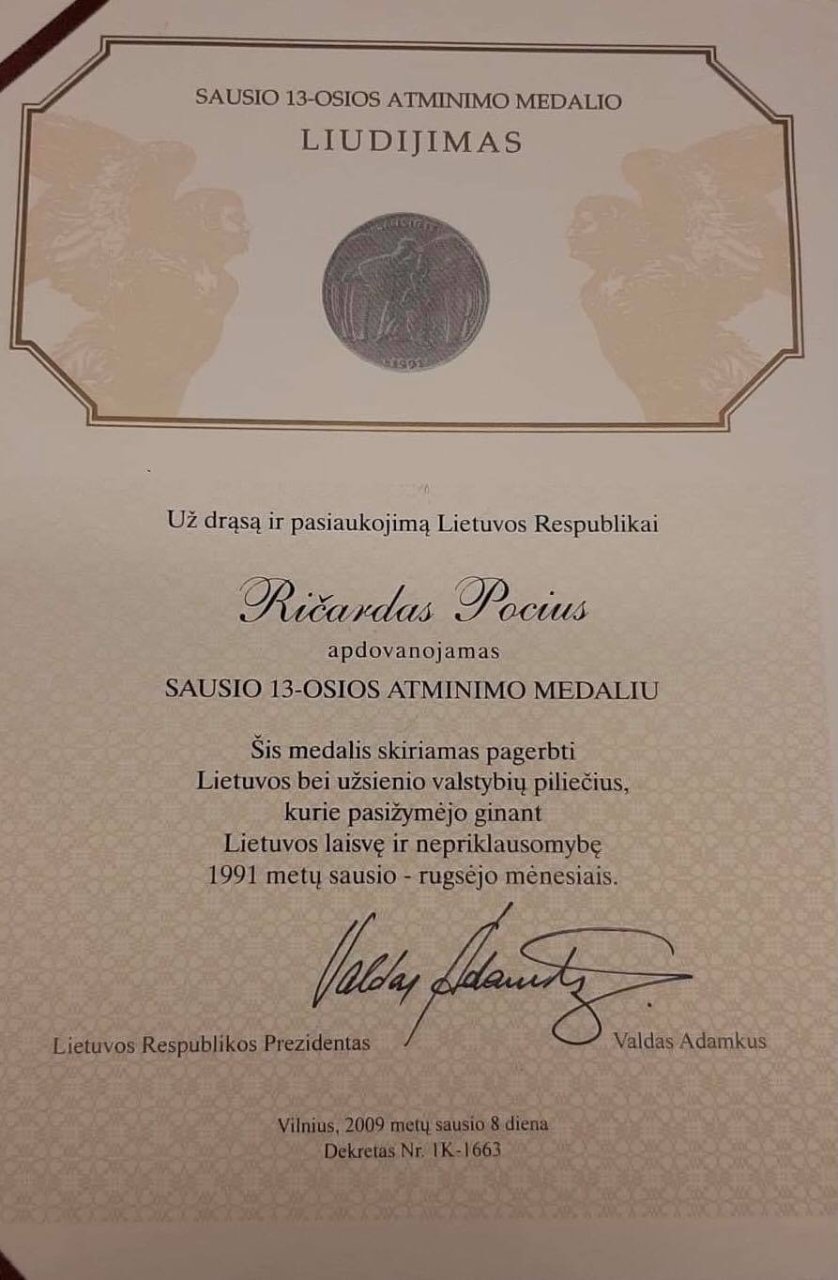 SAUSIO 13-OSIOS ATMINIMO MEDALIO
LIUDIJIMAS
1991
Už drąsą ir pasiaukojimą Lietuvos Respublikai
Ričardas Pocius
apdovanojamas
SAUSIO 13-OSIOS ATMINIMO MEDALIU
Šis medalis skiriamas pagerbti
Lietuvos bei užsienio valstybių piliečius,
kurie pasižymėjo ginant
Lietuvos laisvę ir nepriklausomybę
1991 metų sausio - rugsėjo mėnesiais.
Valdas Adamkus
Lietuvos Respublikos Prezidentas Valdas Adamkus
Vilnius, 2009 metų sausio 8 diena
Dekretas Nr. 1K-1663